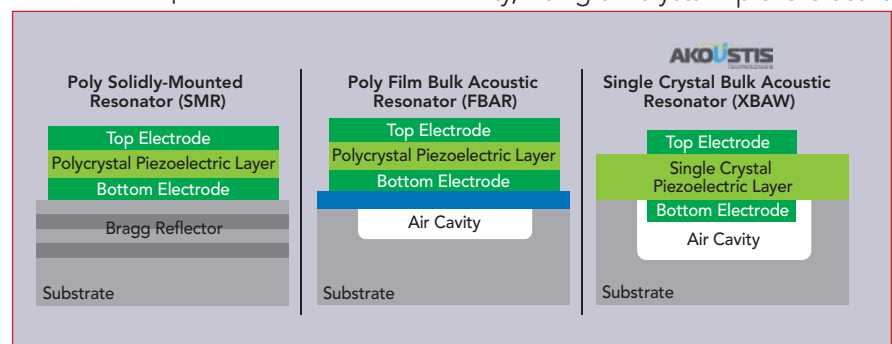 AKOUSTIS
TECHNOLOGIES
Poly Solidly-Mounted
Resonator (SMR)
Top Electrode
Polycrystal Piezoelectric Layer
Bottom Electrode
Bragg Reflector
Substrate
Poly Film Bulk Acoustic
Resonator (FBAR)
Top Electrode
Polycrystal Piezoelectric Layer
Bottom Electrode
Air Cavity
Substrate
Single Crystal Bulk Acoustic
Resonator (XBAW)
Top Electrode
Single Crystal
Piezoelectric Layer
Bottom Electrode
Air Cavity
Substrate